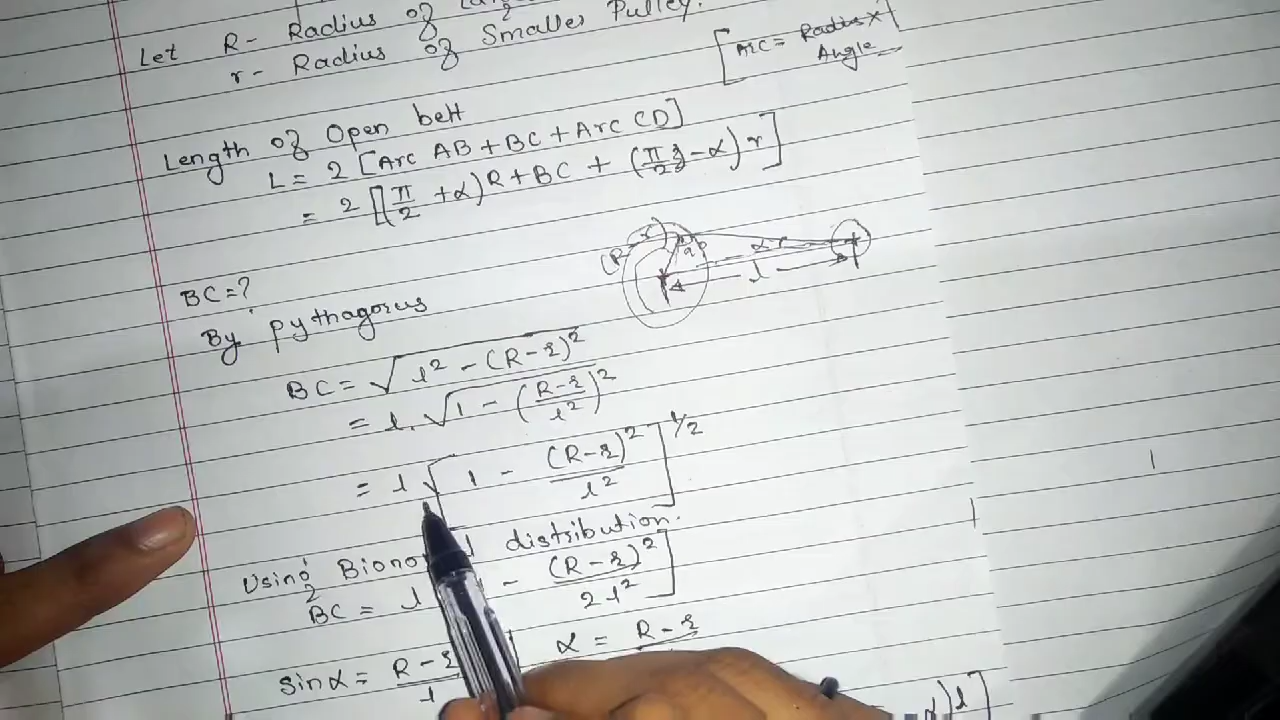 Let R- Radius of
r- Radius of Smaller Pulley.
[Arc = Radius ×
Angle
Length of Open belt
L = 2 [Arc AB + BC + Arc CD]
= 2 [(π/2 + α) R + BC + (π/2 - α) r]
l
BC = ?
By pythagorus
BC = √(l² - (R-r)²)
= l. √(1 - ((R-r)/l²)²)
= l √[1 - (R-r)²/l²]^1/2
Using distribution.
BC = l - (R-r)²/2l²]
sinα = R-r/l α = R-r